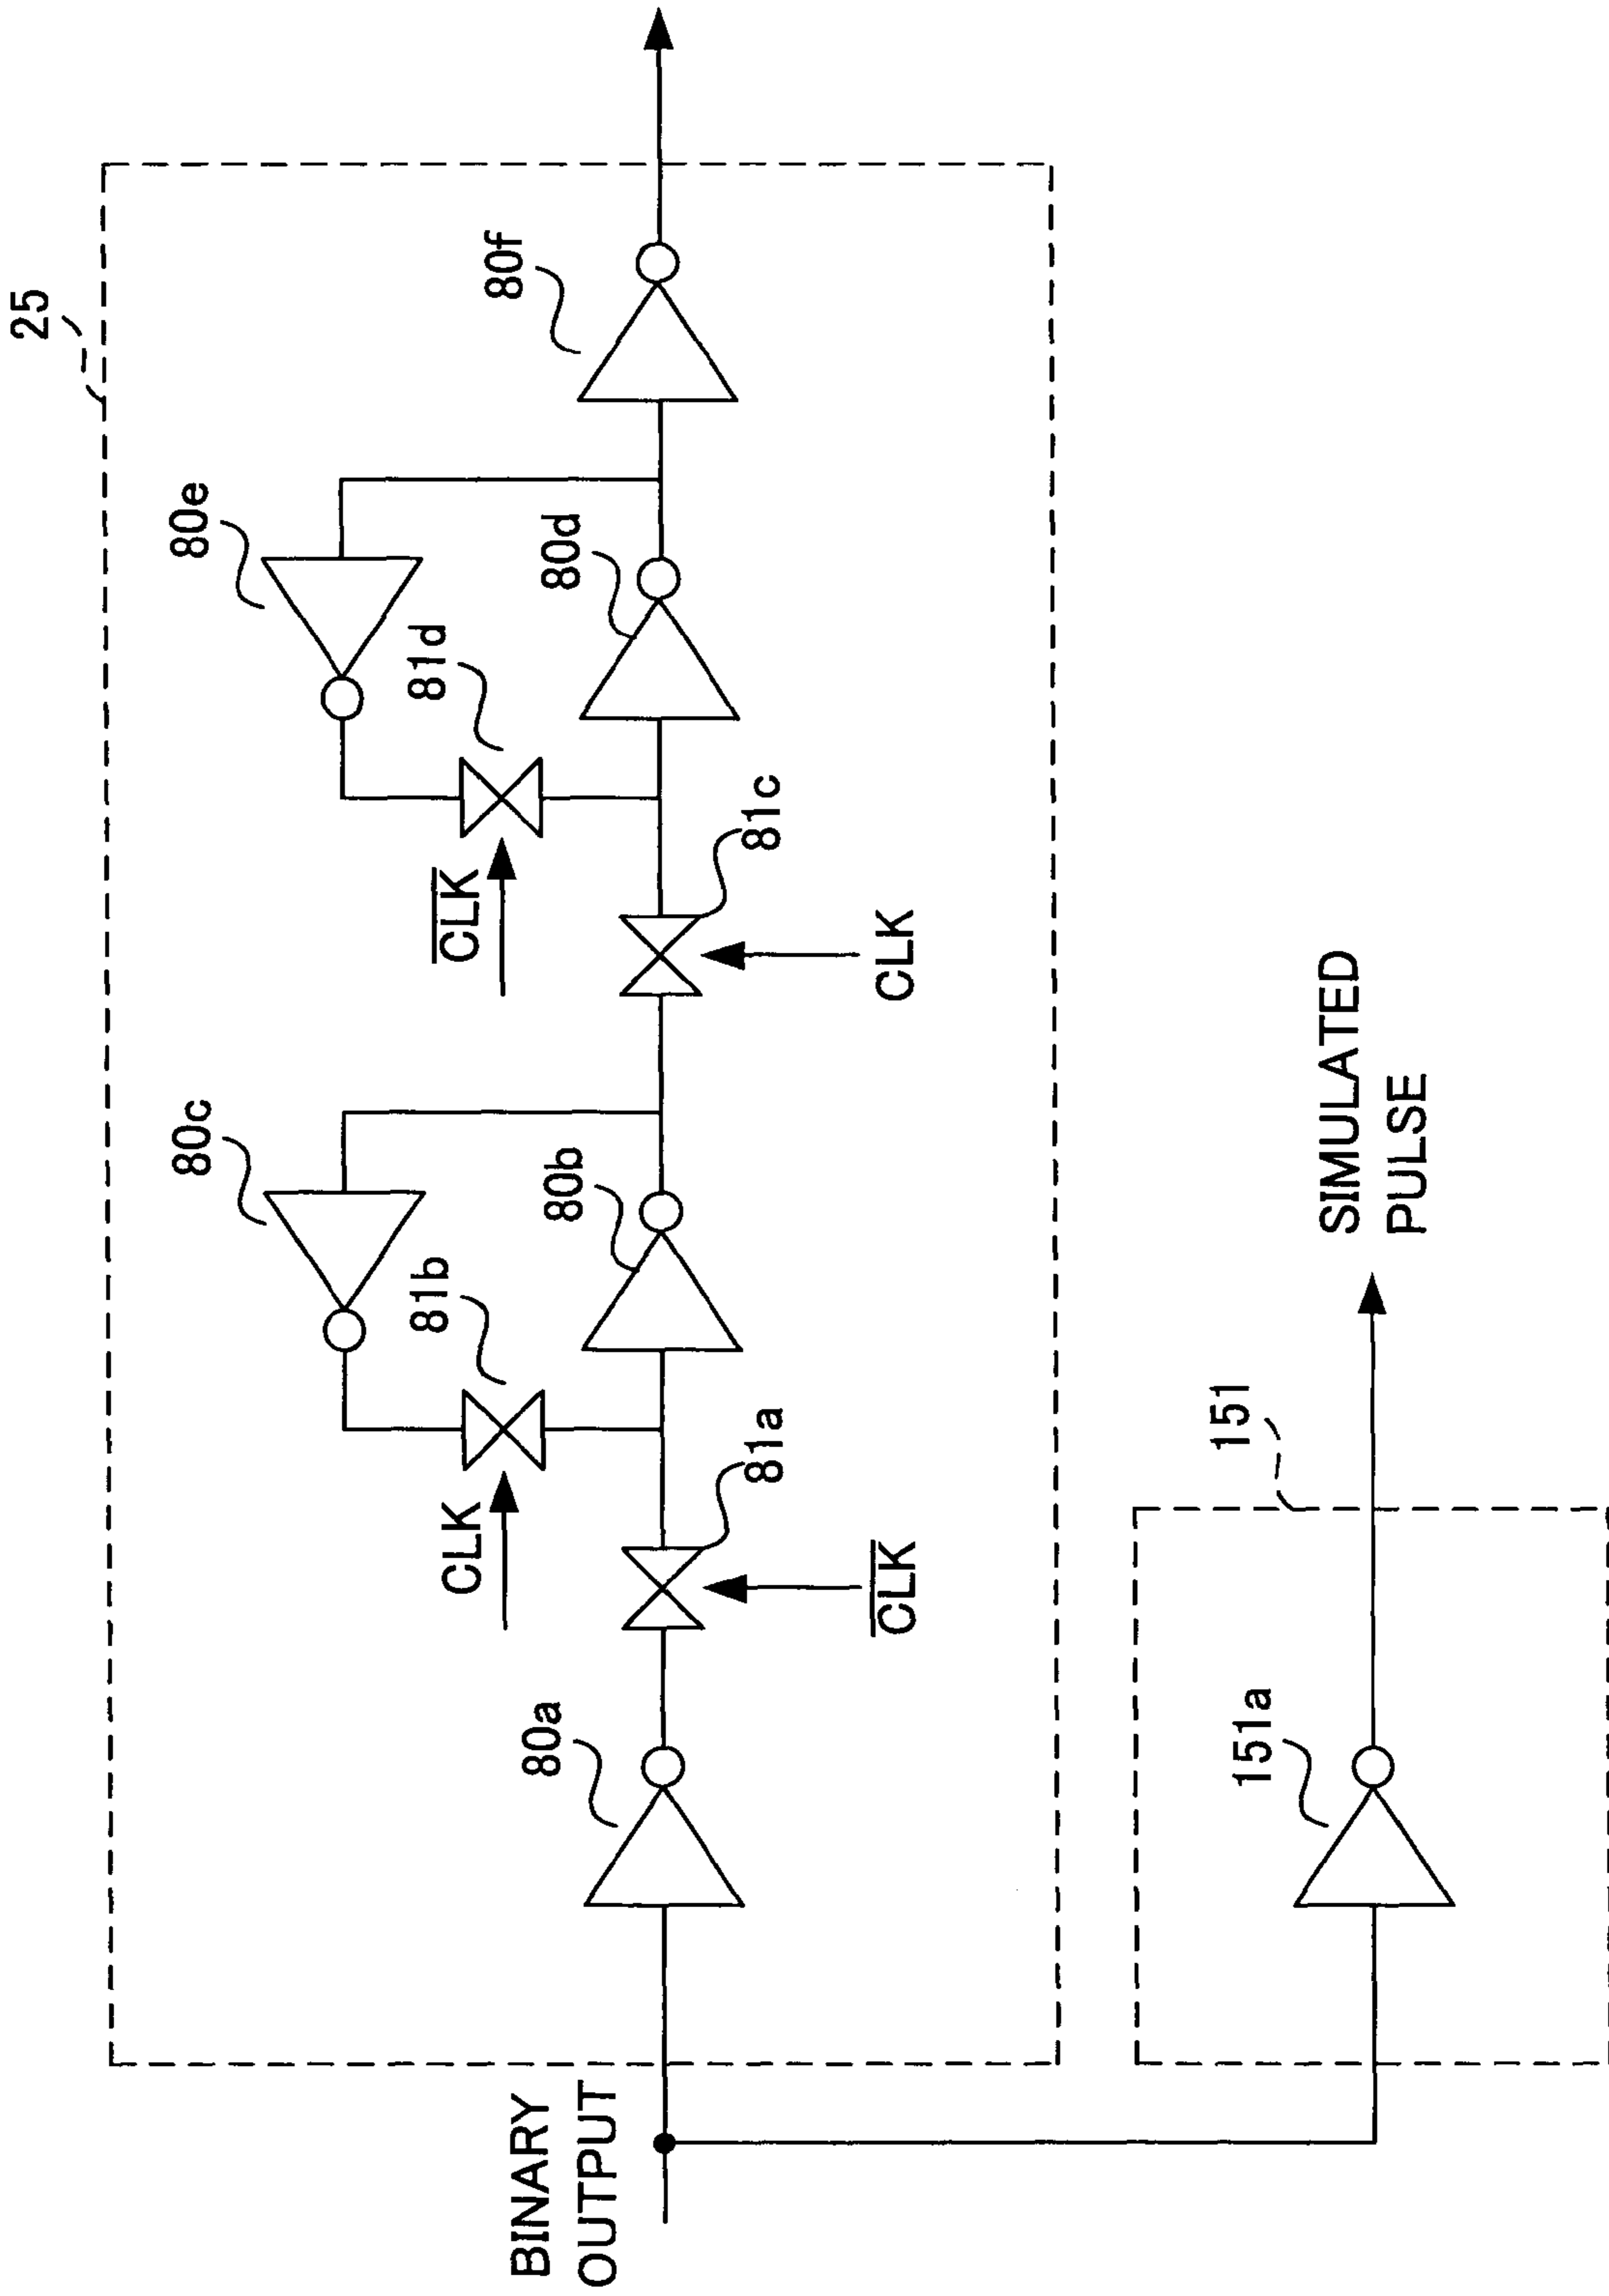 25
80e
80f
80c
81d
80d
CLK
81b
80b
81c
CLK
CLK
80a
81a
CLK
BINARY
OUTPUT
151
151a
SIMULATED
PULSE